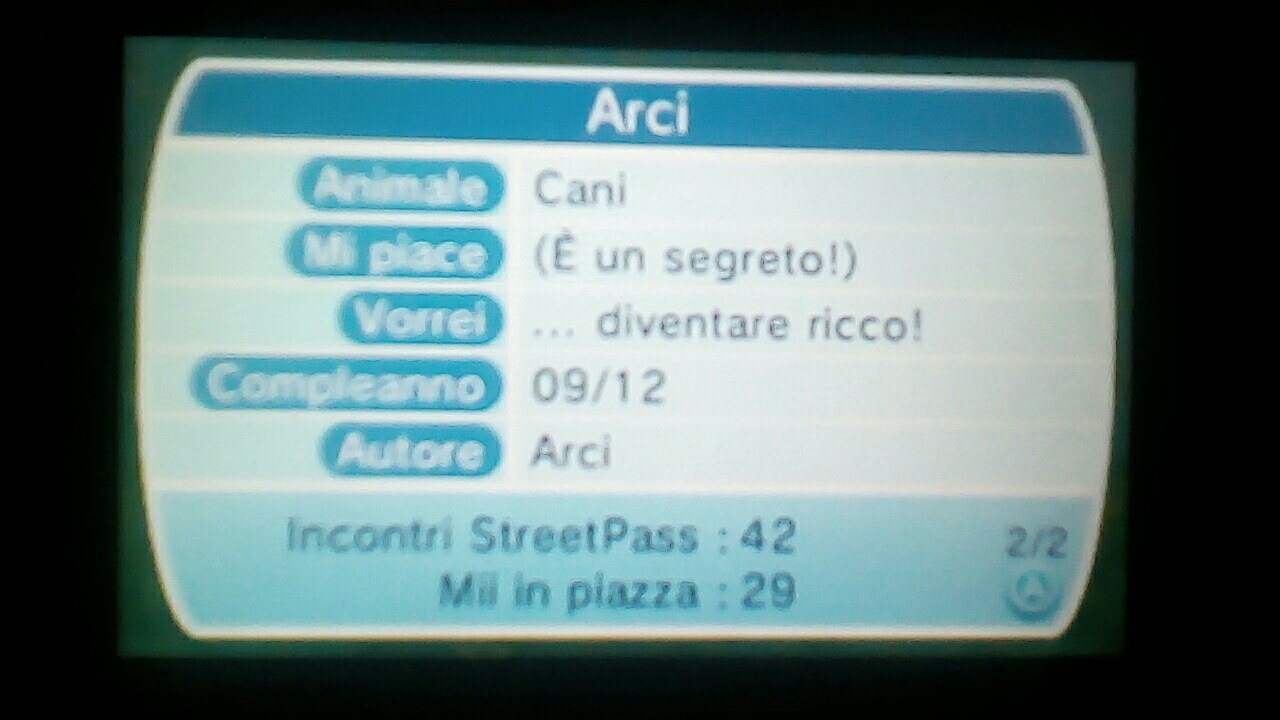 Arci
Animale Cani
Mi piace (È un segreto!)
Vorrei ... diventare ricco!
Compleanno 09/12
Autore Arci
Incontri StreetPass : 42
2/2
Mii in piazza : 29